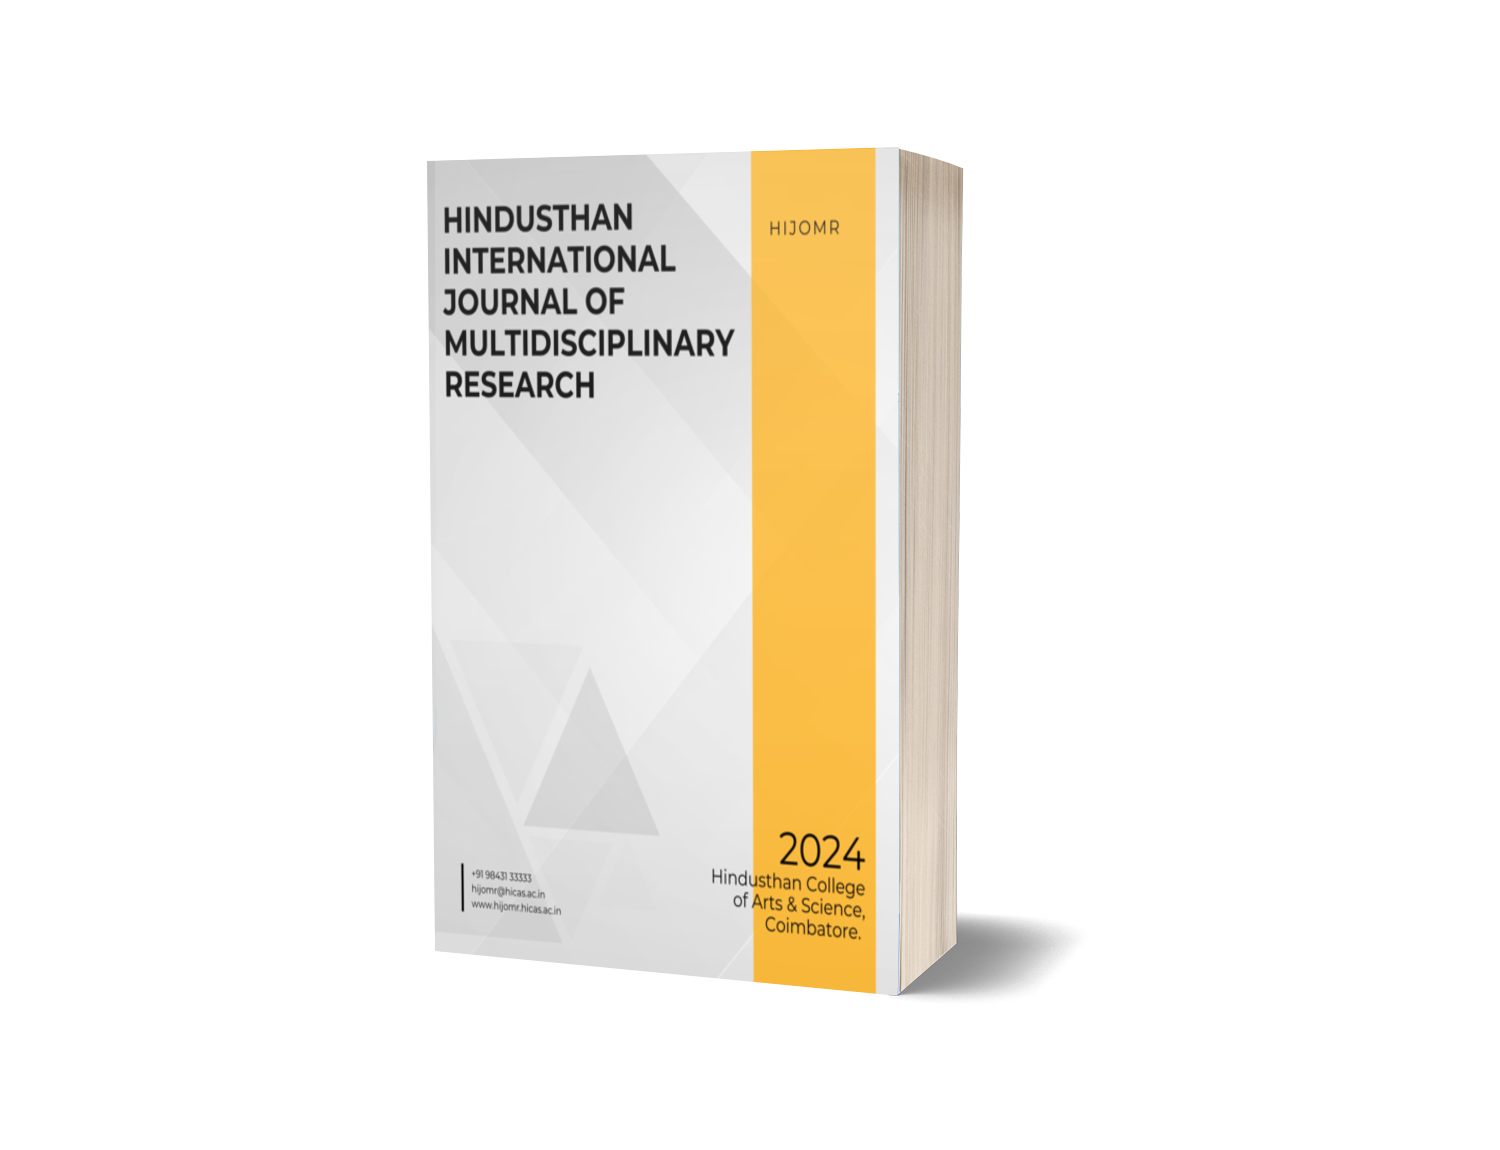 HINDUSTHAN
INTERNATIONAL
JOURNAL OF
MULTIDISCIPLINARY
RESEARCH
HIJOMR
2024
Hindusthan College
of Arts & Science,
Coimbatore.
+91 98431 33333
hijomr@hicas.ac.in
www.hijomr.hicas.ac.in